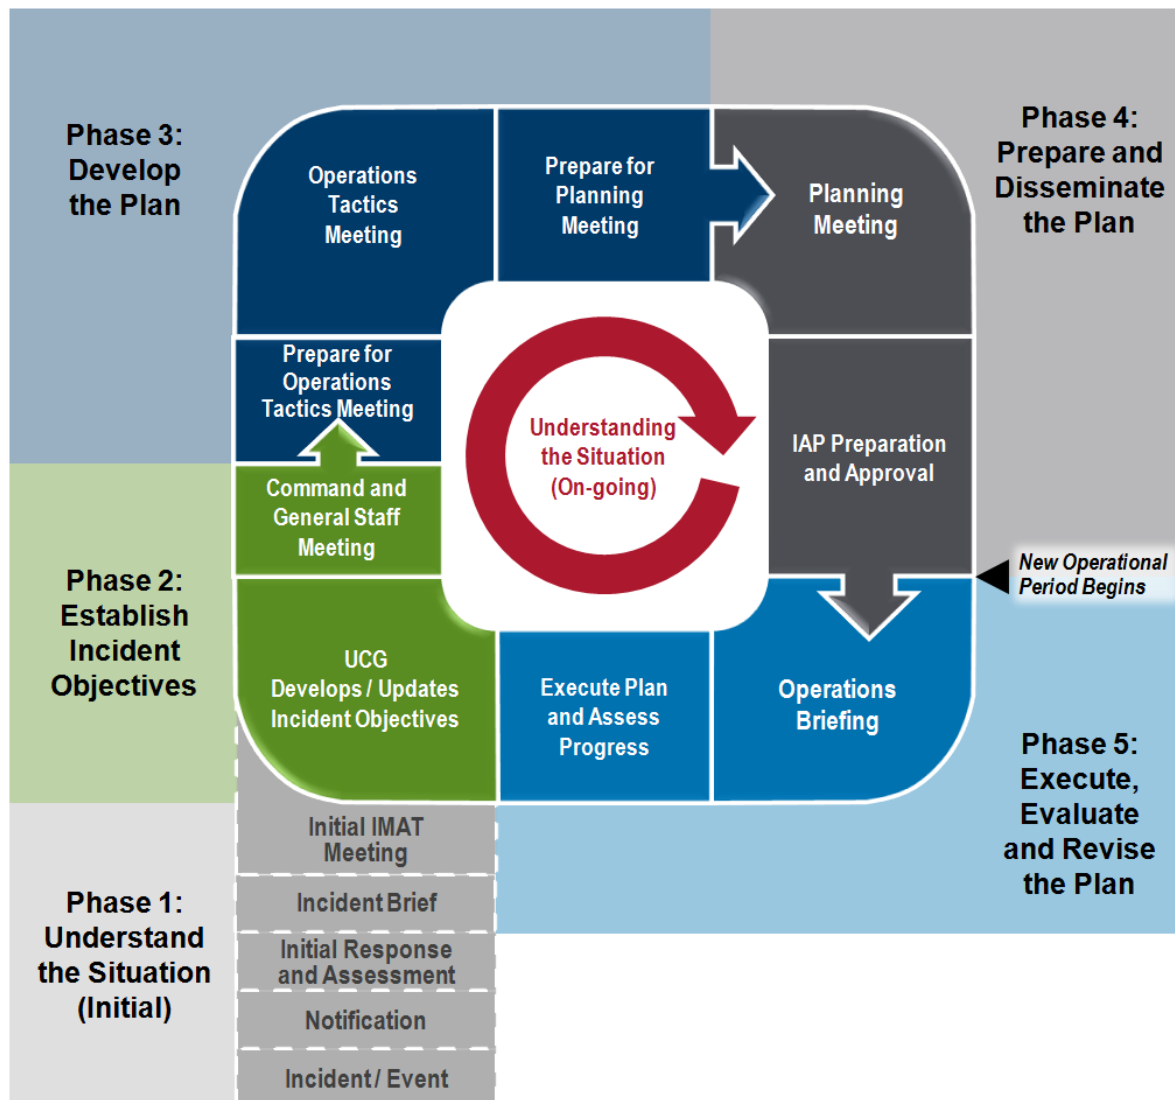 Phase 3:
Develop
the Plan
Operations
Tactics
Meeting
Prepare for
Planning
Meeting
Planning
Meeting
Phase 4:
Prepare and
Disseminate
the Plan
Prepare for
Operations
Tactics Meeting
Understanding
the Situation
(On-going)
IAP Preparation
and Approval
Command and
General Staff
Meeting
New Operational
Period Begins
Phase 2:
Establish
Incident
Objectives
UCG
Develops / Updates
Incident Objectives
Execute Plan
and Assess
Progress
Operations
Briefing
Phase 5:
Execute,
Evaluate
and Revise
the Plan
Phase 1:
Understand
the Situation
(Initial)
Initial IMAT
Meeting
Incident Brief
Initial Response
and Assessment
Notification
Incident / Event